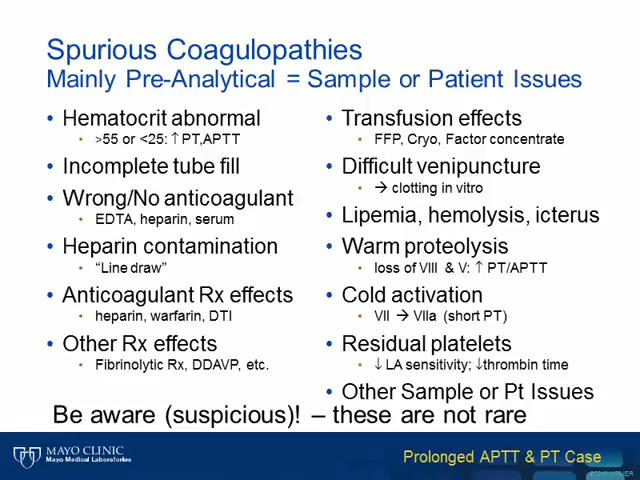 Spurious Coagulopathies
Mainly Pre-Analytical = Sample or Patient Issues
• Hematocrit abnormal
• >55 or <25: ↑ PT,APTT
• Incomplete tube fill
• Wrong/No anticoagulant
• EDTA, heparin, serum
• Heparin contamination
• “Line draw”
• Anticoagulant Rx effects
• heparin, warfarin, DTI
• Other Rx effects
• Fibrinolytic Rx, DDAVP, etc.
• Transfusion effects
• FFP, Cryo, Factor concentrate
• Difficult venipuncture
• → clotting in vitro
• Lipemia, hemolysis, icterus
• Warm proteolysis
• loss of VIII & V: ↑ PT/APTT
• Cold activation
• VII → VIIa (short PT)
• Residual platelets
• ↓ LA sensitivity; ↓thrombin time
• Other Sample or Pt Issues
Be aware (suspicious)! – these are not rare
MAYO CLINIC
Mayo Medical Laboratories
Prolonged APTT & PT Case